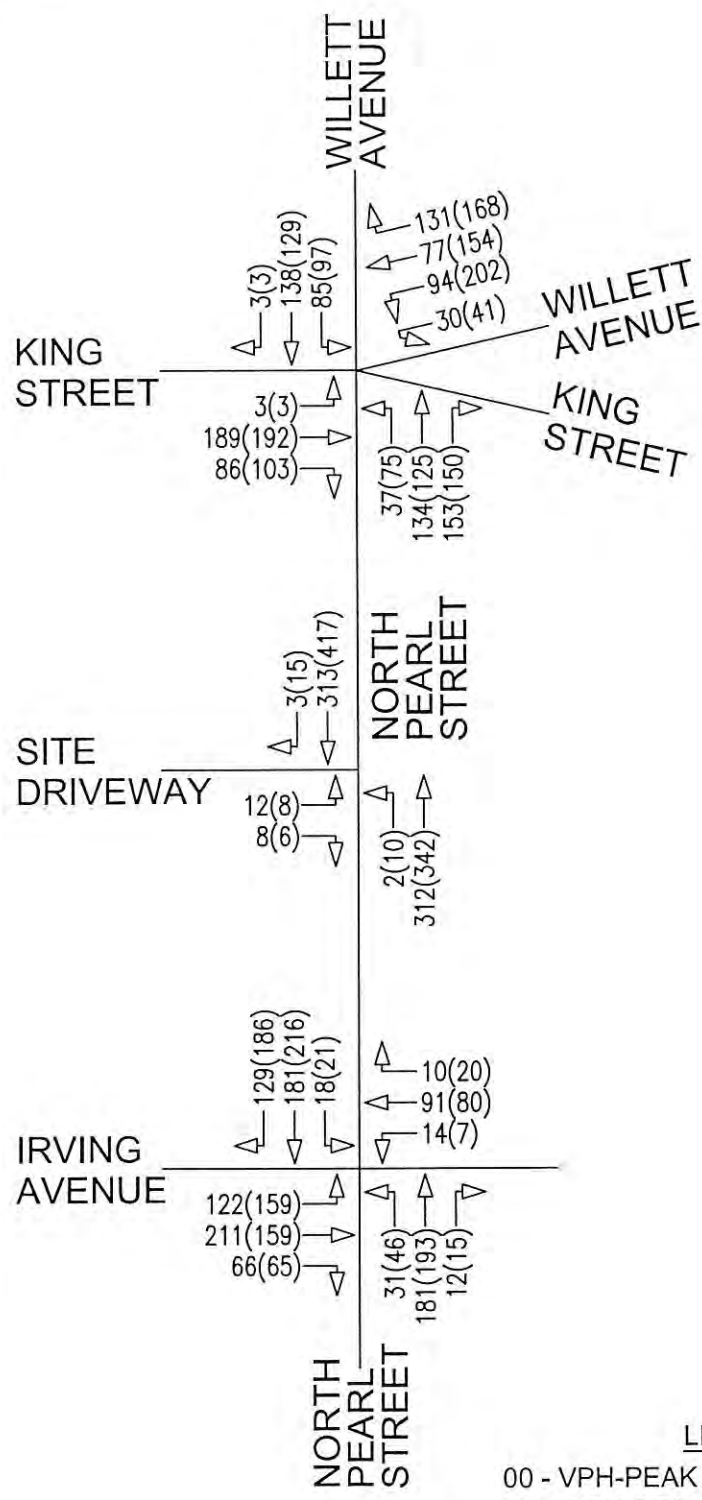 WILLETT
AVENUE
131(168)
77(154)
94(202)
30(41)
3(3)
138(129)
85(97)
WILLETT
AVENUE
KING
STREET
KING
STREET
3(3)
189(192)
86(103)
37(75)
134(125)
153(150)
NORTH
PEARL
STREET
3(15)
313(417)
SITE
DRIVEWAY
12(8)
8(6)
2(10)
312(342)
129(186)
181(216)
18(21)
10(20)
91(80)
14(7)
IRVING
AVENUE
122(159)
211(159)
66(65)
31(46)
181(193)
12(15)
NORTH
PEARL
STREET
00 - VPH-PEAK